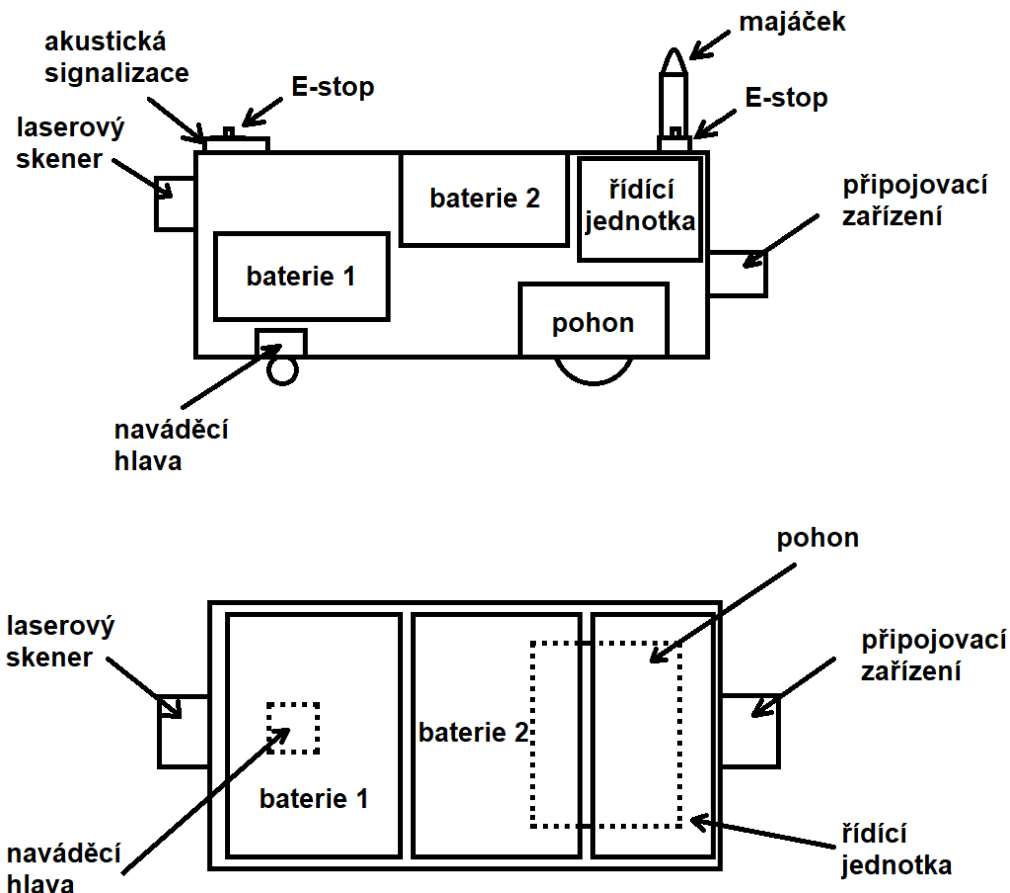 majáček
akustická
signalizace
E-stop
E-stop
laserový
skener
baterie 2
řídící
jednotka
připojovací
zařízení
baterie 1
pohon
naváděcí
hlava
pohon
laserový
skener
připojovací
zařízení
baterie 2
baterie 1
řídící
jednotka
naváděcí
hlava